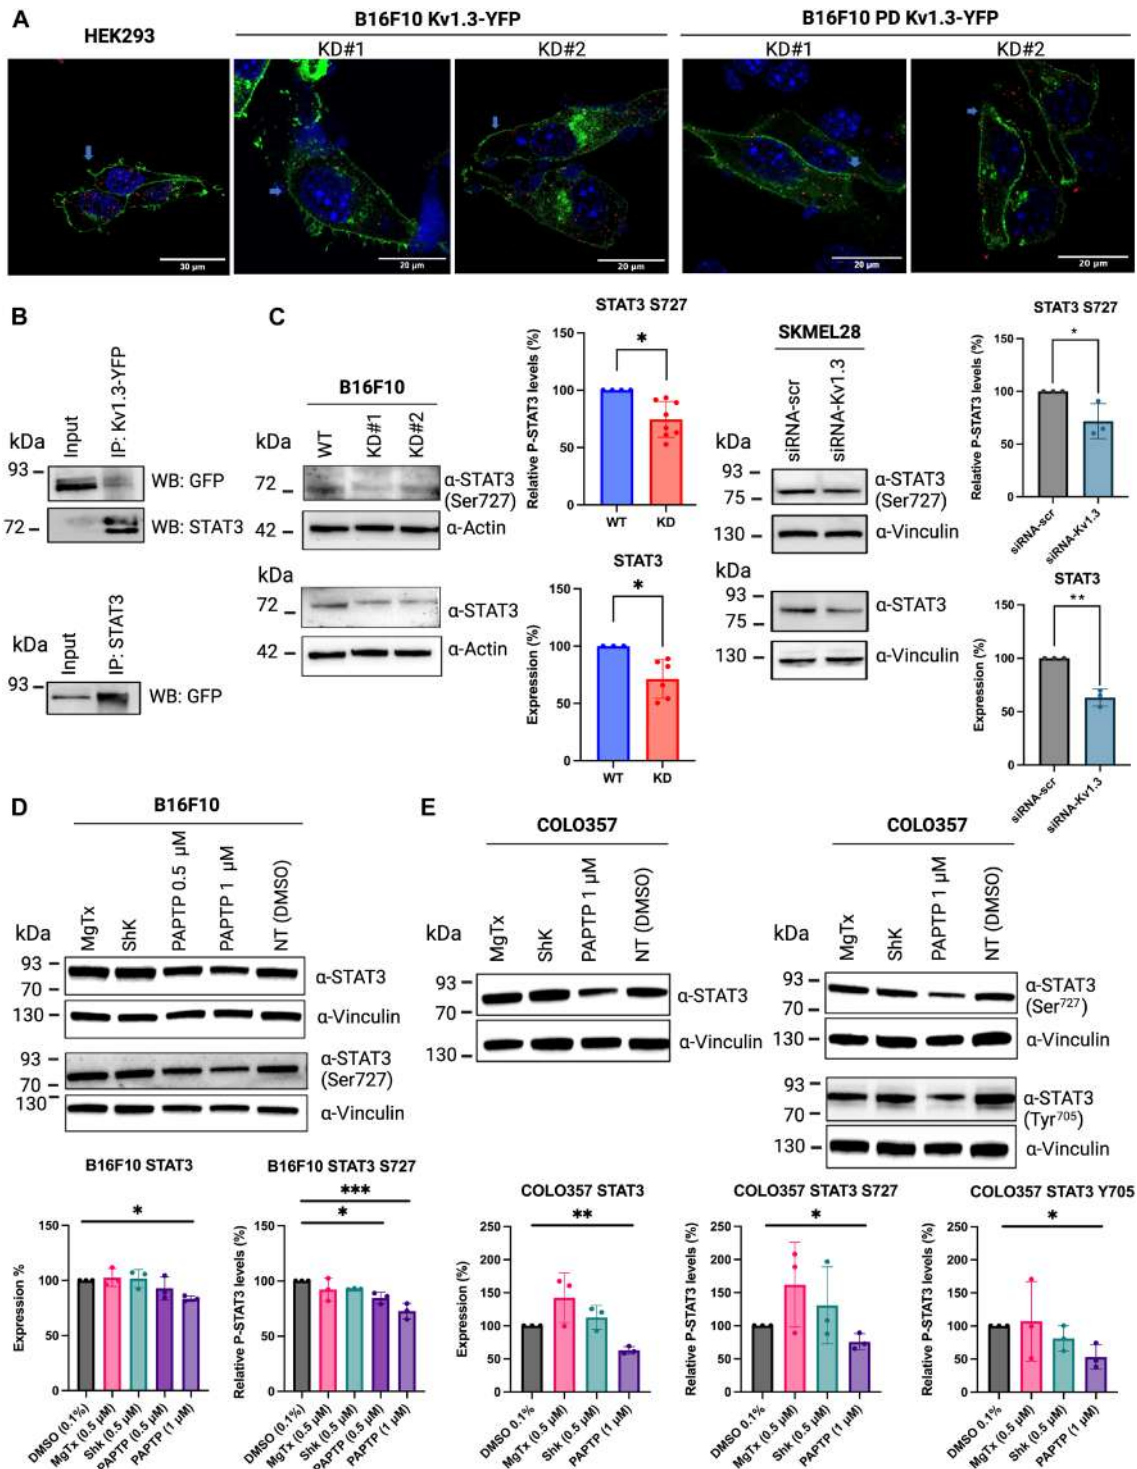 A
HEK293
B16F10 Kv1.3-YFP
B16F10 PD Kv1.3-YFP
KD#1
KD#2
KD#1
KD#2
30 µm
20 µm
20 µm
20 µm
20 µm
B
kDa
Input
IP: Kv1.3-YFP
93
WB: GFP
72
WB: STAT3
kDa
Input
IP: STAT3
93
WB: GFP
C
B16F10
kDa
WT
KD#1
KD#2
72
α-STAT3
(Ser727)
42
α-Actin
kDa
72
α-STAT3
42
α-Actin
STAT3 S727
Relative P-STAT3 levels (%)
150
100
50
0
*
WT
KD
STAT3
Expression (%)
150
100
50
0
*
WT
KD
SKMEL28
kDa
siRNA-scr
siRNA-Kv1.3
93
75
α-STAT3
(Ser727)
130
α-Vinculin
kDa
93
75
α-STAT3
130
α-Vinculin
STAT3 S727
Relative P-STAT3 levels (%)
150
100
50
0
*
siRNA-scr
siRNA-Kv1.3
STAT3
Expression (%)
150
100
50
0
**
siRNA-scr
siRNA-Kv1.3
D
B16F10
kDa
MgTx
ShK
PAPTP 0.5 µM
PAPTP 1 µM
NT (DMSO)
93
70
α-STAT3
130
α-Vinculin
93
70
α-STAT3
(Ser727)
130
α-Vinculin
B16F10 STAT3
Expression %
150
100
50
0
*
DMSO (0.1%)
MgTx (0.5 µM)
Shk (0.5 µM)
PAPTP (0.5 µM)
PAPTP (1 µM)
B16F10 STAT3 S727
Relative P-STAT3 levels (%)
150
100
50
0
***
*
DMSO (0.1%)
MgTx (0.5 µM)
Shk (0.5 µM)
PAPTP (0.5 µM)
PAPTP (1 µM)
E
COLO357
kDa
MgTx
ShK
PAPTP 1 µM
NT (DMSO)
93
70
α-STAT3
130
α-Vinculin
COLO357
kDa
MgTx
ShK
PAPTP 1 µM
NT (DMSO)
93
70
α-STAT3
(Ser⁷²⁷)
130
α-Vinculin
93
70
α-STAT3
(Tyr⁷⁰⁵)
130
α-Vinculin
COLO357 STAT3
Expression (%)
250
200
150
100
50
0
**
DMSO 0.1%
MgTx (0.5 µM)
Shk (0.5 µM)
PAPTP (1 µM)
COLO357 STAT3 S727
Relative P-STAT3 levels (%)
250
200
150
100
50
0
*
DMSO 0.1%
MgTx (0.5 µM)
Shk (0.5 µM)
PAPTP (1 µM)
COLO357 STAT3 Y705
Relative P-STAT3 levels (%)
250
200
150
100
50
0
*
DMSO 0.1%
MgTx (0.5 µM)
Shk (0.5 µM)
PAPTP (1 µM)